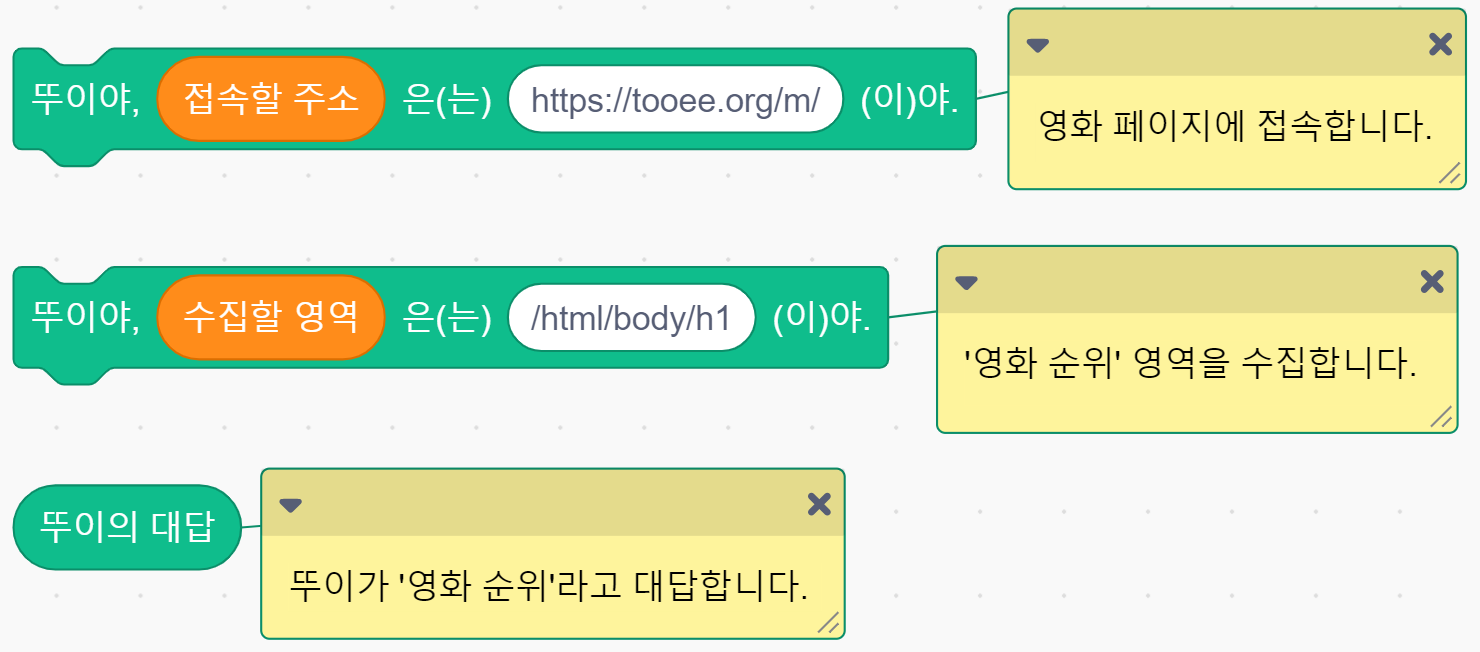 뚜이야, 접속할 주소 은(는) https://tooee.org/m/ (이)야.
영화 페이지에 접속합니다.
뚜이야, 수집할 영역 은(는) /html/body/h1 (이)야.
'영화 순위' 영역을 수집합니다.
뚜이의 대답
뚜이가 '영화 순위'라고 대답합니다.